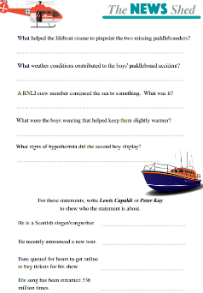 The NEWS Shed
What helped the lifeboat rescue to pinpoint the two missing paddleboarders?
What weather conditions contributed to the boys' paddleboard accident?
A RNLI crew member compared the sea to something. What was it?
What were the boys wearing that helped keep them slightly warmer?
What signs of hypothermia did the second boy display?
For these statements, write Lewis Capaldi or Peter Kay
to show who the statement is about.
He is a Scottish singer/songwriter.
He recently announced a new tour.
Fans queued for hours to get online
to buy tickets for his show.
His song has been streamed 536
million times.